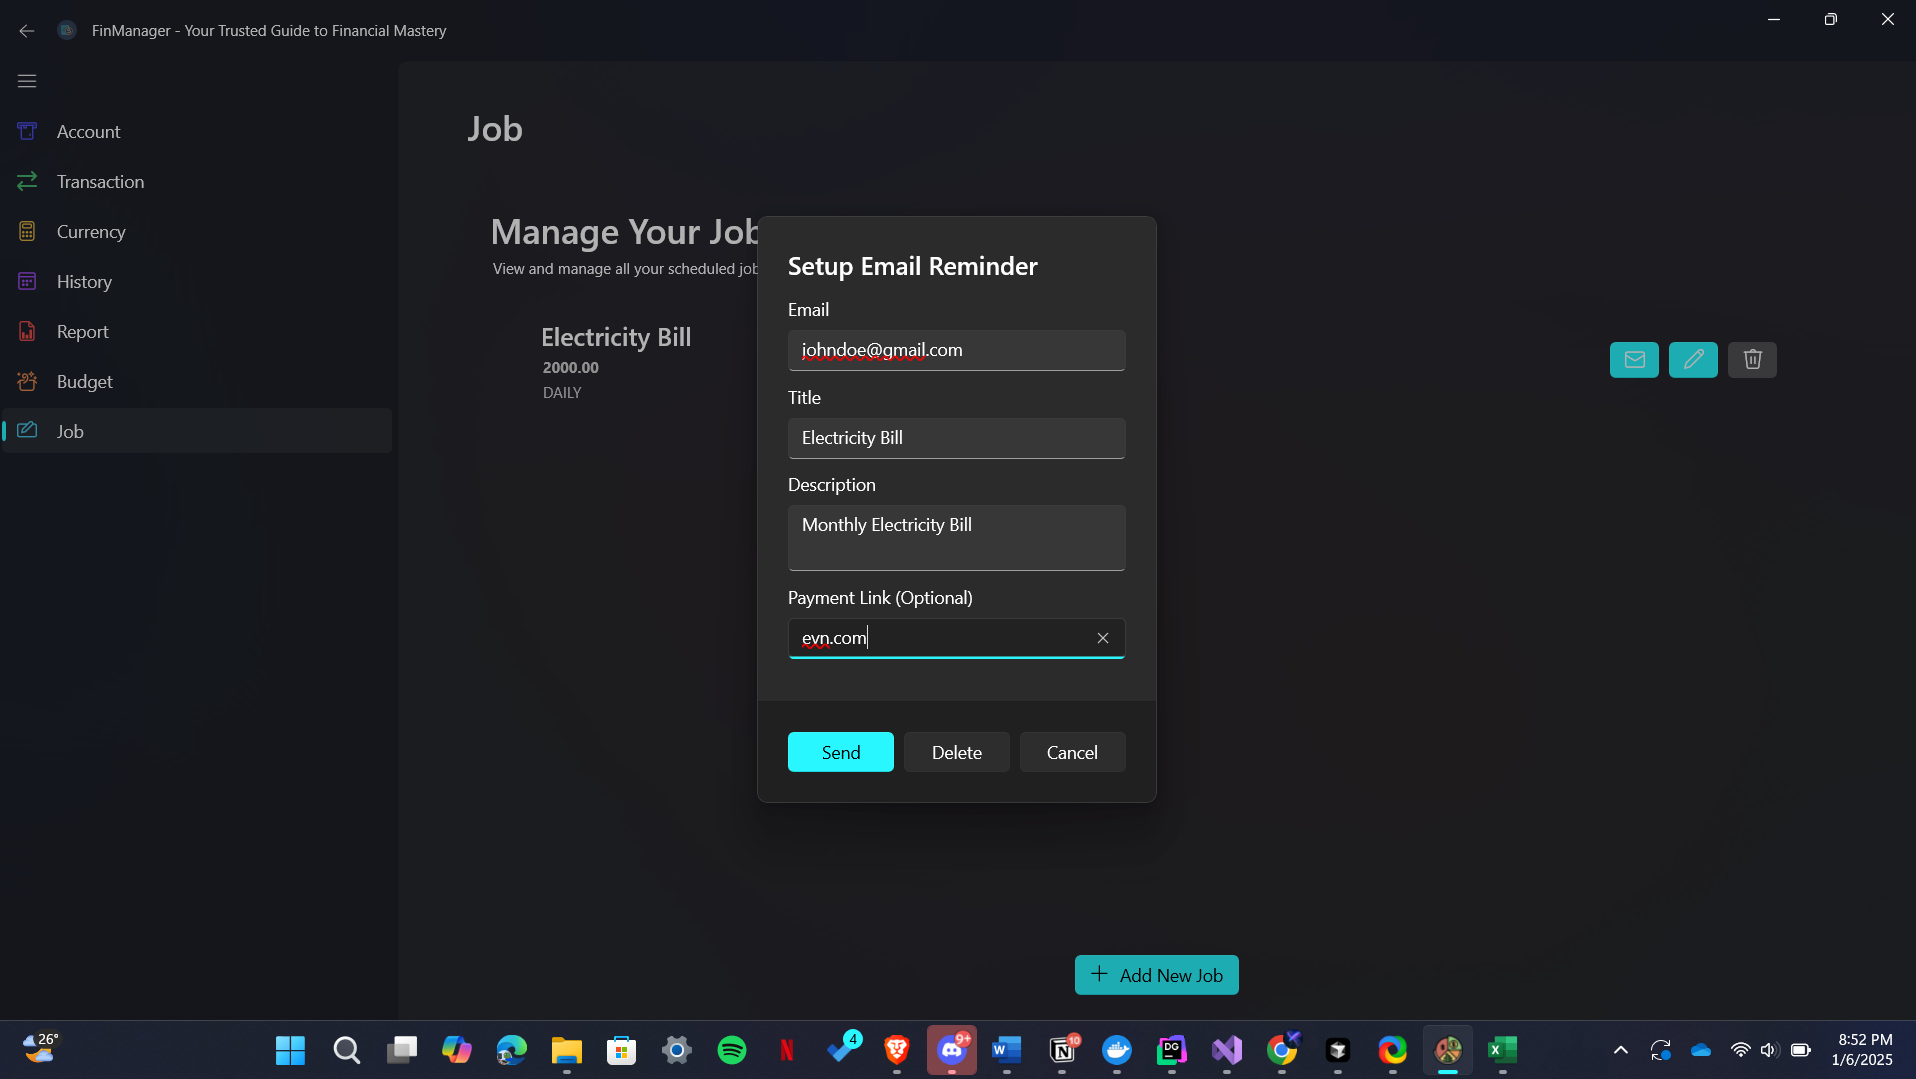 FinManager - Your Trusted Guide to Financial Mastery
Account
Transaction
Currency
History
Report
Budget
Job
Job
Manage Your Job
View and manage all your scheduled job
Electricity Bill
2000.00
DAILY
Setup Email Reminder
Email
johndoe@gmail.com
Title
Electricity Bill
Description
Monthly Electricity Bill
Payment Link (Optional)
evn.com
Send
Delete
Cancel
Add New Job
26°
4
9+
W
10
DG
N
X
8:52 PM
1/6/2025